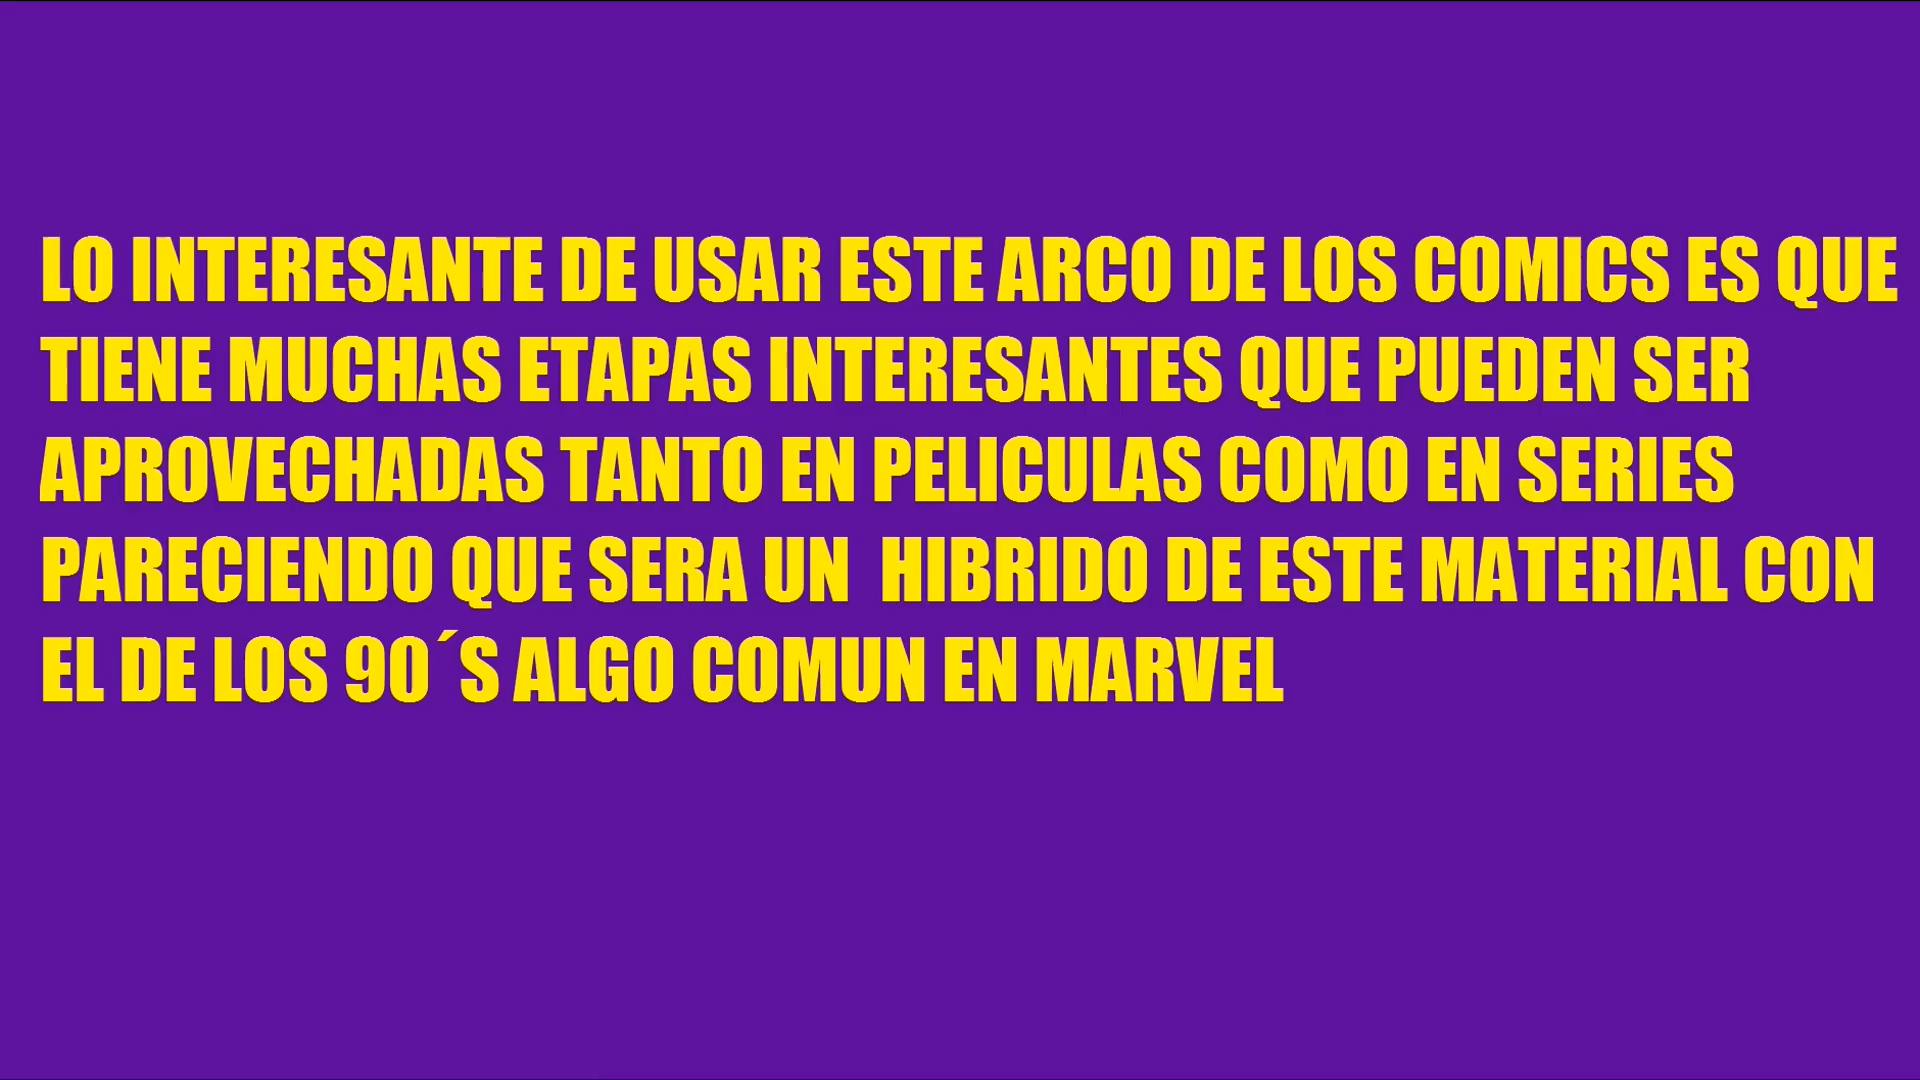 LO INTERESANTE DE USAR ESTE ARCO DE LOS COMICS ES QUE
TIENE MUCHAS ETAPAS INTERESANTES QUE PUEDEN SER
APROVECHADAS TANTO EN PELICULAS COMO EN SERIES
PARECIENDO QUE SERA UN  HIBRIDO DE ESTE MATERIAL CON
EL DE LOS 90´S ALGO COMUN EN MARVEL